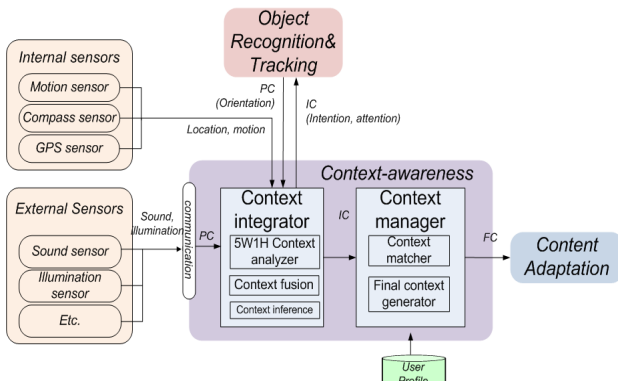 Object
Recognition&
Tracking
Internal sensors
Motion sensor
Compass sensor
GPS sensor
PC
(Orientation)
IC
(Intention, attention)
Location, motion
External Sensors
Sound sensor
Illumination
sensor
Etc.
Sound,
Illumination
communication
PC
Context-awareness
Context
integrator
5W1H Context
analyzer
Context fusion
Context inference
IC
Context
manager
Context
matcher
Final context
generator
FC
Content
Adaptation
User
Profile